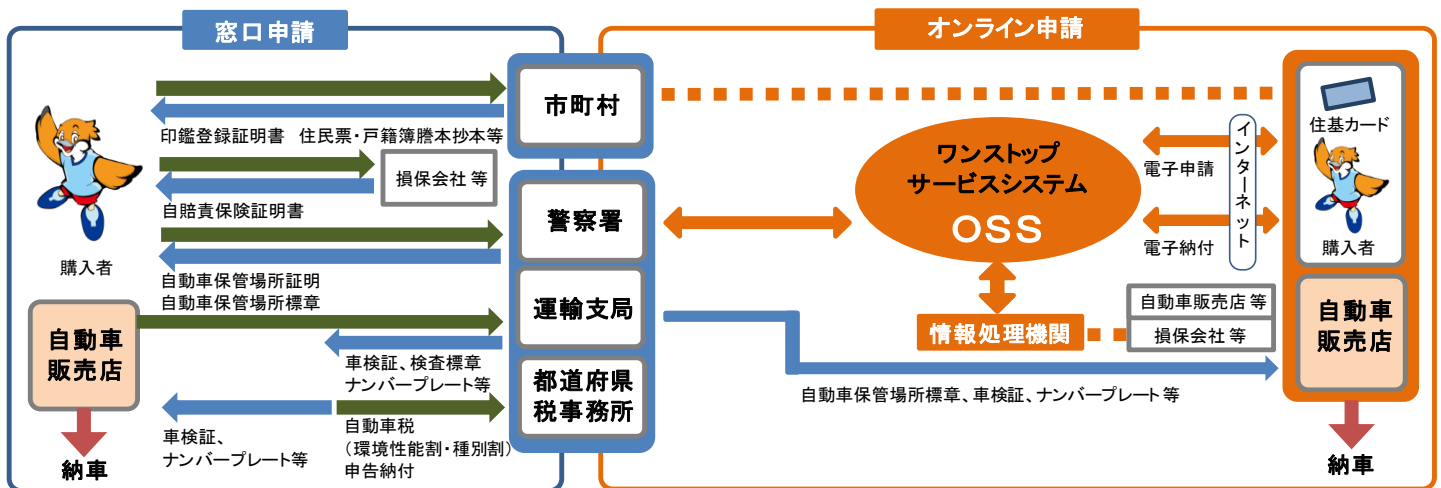 窓口申請
市町村
印鑑登録証明書 住民票・戸籍簿謄本抄本等
損保会社 等
自賠責保険証明書
警察署
購入者
自動車保管場所証明
自動車保管場所標章
運輸支局
自動車
販売店
車検証、検査標章
ナンバープレート等
都道府県
税事務所
自動車税
(環境性能割・種別割)
申告納付
車検証、
ナンバープレート等
納車
オンライン申請
住基カード
インターネット
ワンストップ
サービスシステム
OSS
電子申請
電子納付
購入者
自動車販売店 等
情報処理機関
損保会社 等
自動車
販売店
自動車保管場所標章、車検証、ナンバープレート 等
納車